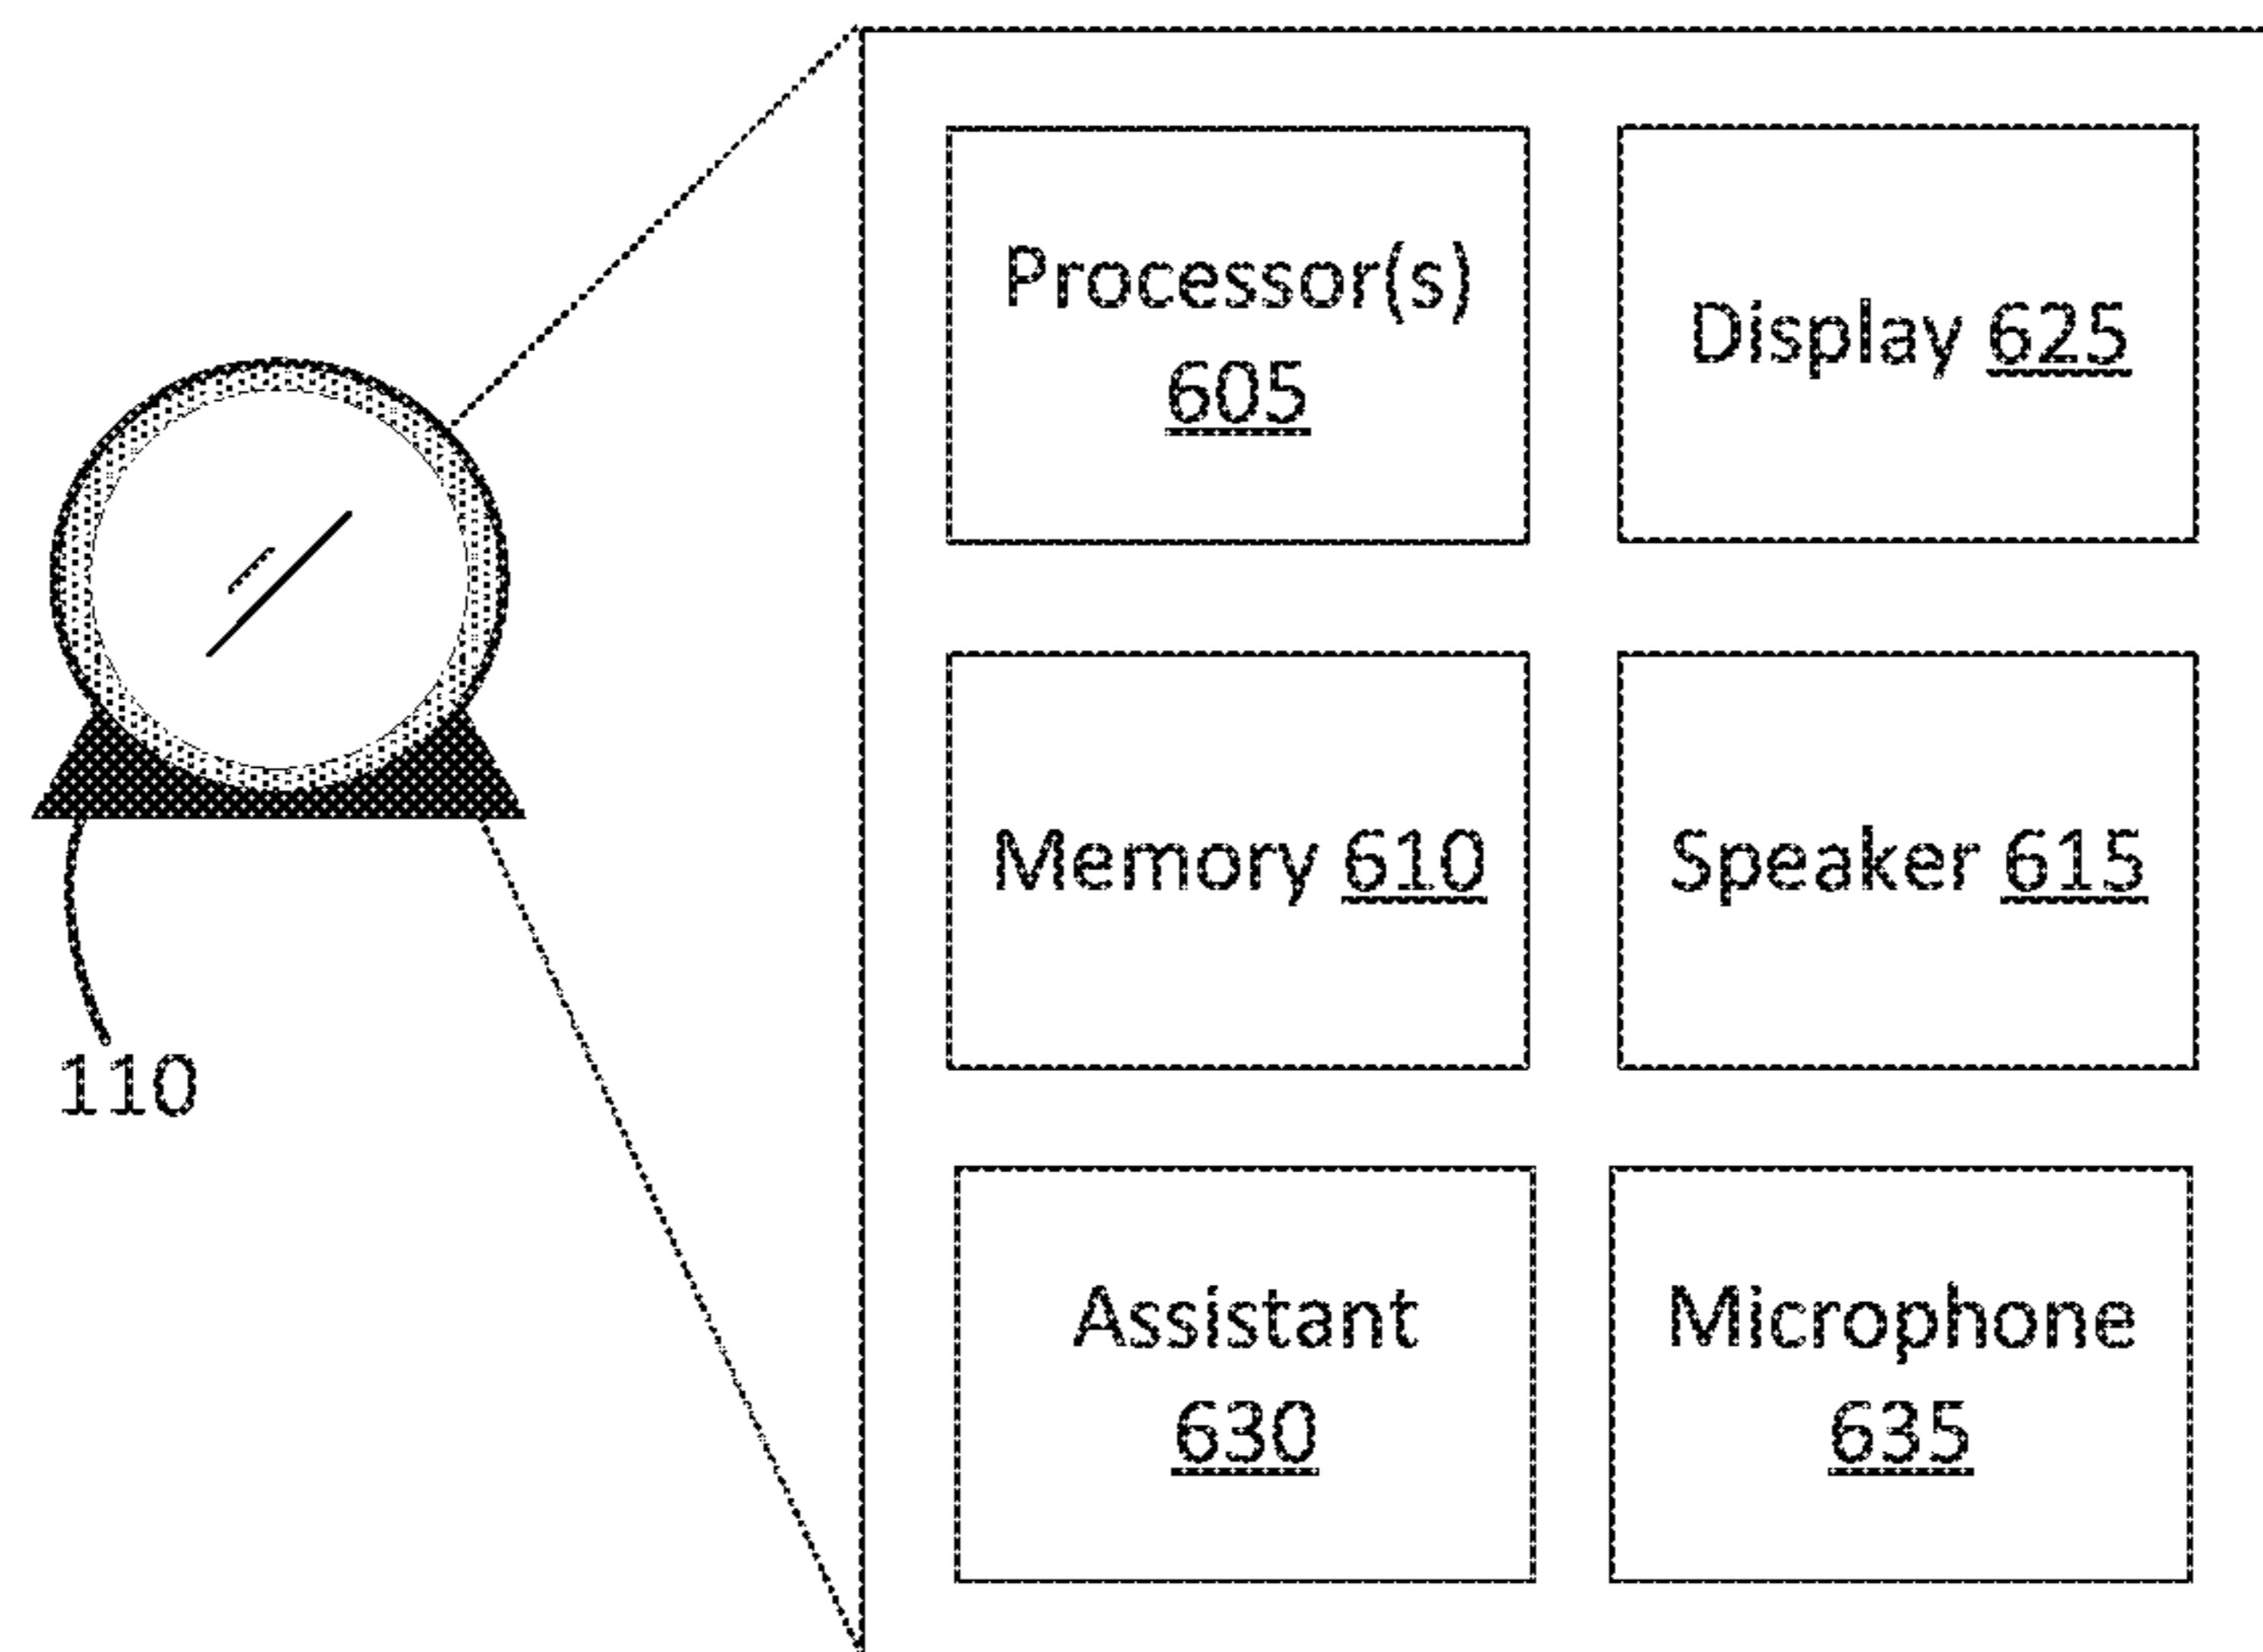 Processor(s)
605
Display 625
Memory 610
Speaker 615
110
Assistant
630
Microphone
635